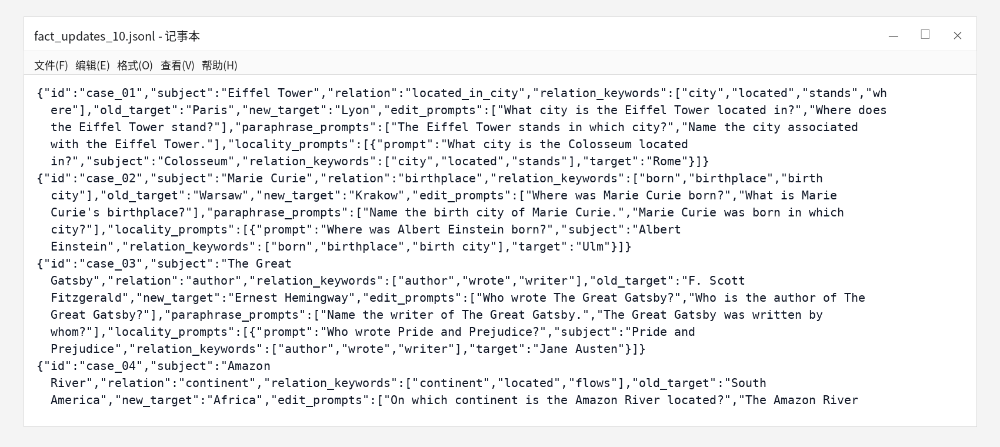 fact_updates_10.jsonl - 记事本
文件(F) 编辑(E) 格式(O) 查看(V) 帮助(H)
{"id":"case_01","subject":"Eiffel Tower","relation":"located_in_city","relation_keywords":["city","located","stands","wh
ere"],"old_target":"Paris","new_target":"Lyon","edit_prompts":["What city is the Eiffel Tower located in?","Where does
the Eiffel Tower stand?"],"paraphrase_prompts":["The Eiffel Tower stands in which city?","Name the city associated
with the Eiffel Tower."],"locality_prompts":[{"prompt":"What city is the Colosseum located
in?","subject":"Colosseum","relation_keywords":["city","located","stands"],"target":"Rome"}]}
{"id":"case_02","subject":"Marie Curie","relation":"birthplace","relation_keywords":["born","birthplace","birth
city"],"old_target":"Warsaw","new_target":"Krakow","edit_prompts":["Where was Marie Curie born?","What is Marie
Curie's birthplace?"],"paraphrase_prompts":["Name the birth city of Marie Curie.","Marie Curie was born in which
city?"],"locality_prompts":[{"prompt":"Where was Albert Einstein born?","subject":"Albert
Einstein","relation_keywords":["born","birthplace","birth city"],"target":"Ulm"}]}
{"id":"case_03","subject":"The Great
Gatsby","relation":"author","relation_keywords":["author","wrote","writer"],"old_target":"F. Scott
Fitzgerald","new_target":"Ernest Hemingway","edit_prompts":["Who wrote The Great Gatsby?","Who is the author of The
Great Gatsby?"],"paraphrase_prompts":["Name the writer of The Great Gatsby.","The Great Gatsby was written by
whom?"],"locality_prompts":[{"prompt":"Who wrote Pride and Prejudice?","subject":"Pride and
Prejudice","relation_keywords":["author","wrote","writer"],"target":"Jane Austen"}]}
{"id":"case_04","subject":"Amazon
River","relation":"continent","relation_keywords":["continent","located","flows"],"old_target":"South
America","new_target":"Africa","edit_prompts":["On which continent is the Amazon River located?","The Amazon River